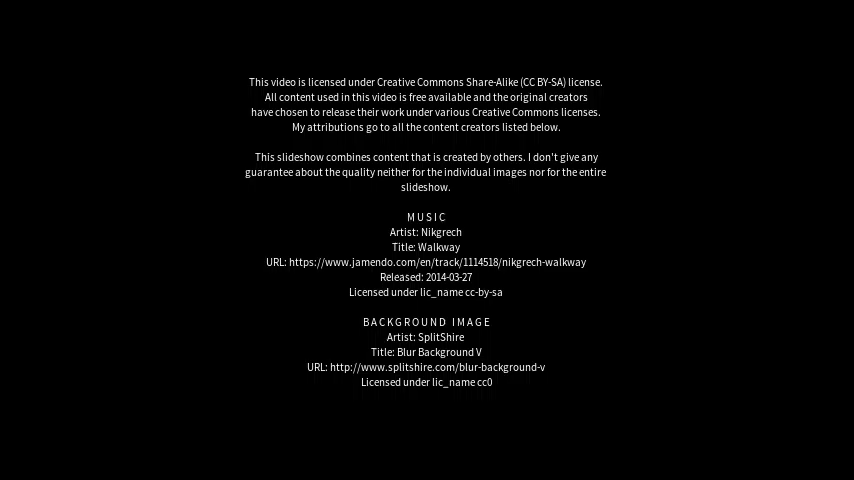 This video is licensed under Creative Commons Share-Alike (CC BY-SA) license.
All content used in this video is free available and the original creators
have chosen to release their work under various Creative Commons licenses.
My attributions go to all the content creators listed below.
This slideshow combines content that is created by others. I don't give any
guarantee about the quality neither for the individual images nor for the entire
slideshow.
MUSIC
Artist: Nikgrech
Title: Walkway
URL: https://www.jamendo.com/en/track/1114518/nikgrech-walkway
Released: 2014-03-27
Licensed under lic_name cc-by-sa
BACKGROUND IMAGE
Artist: SplitShire
Title: Blur Background V
URL: http://www.splitshire.com/blur-background-v
Licensed under lic_name cc0